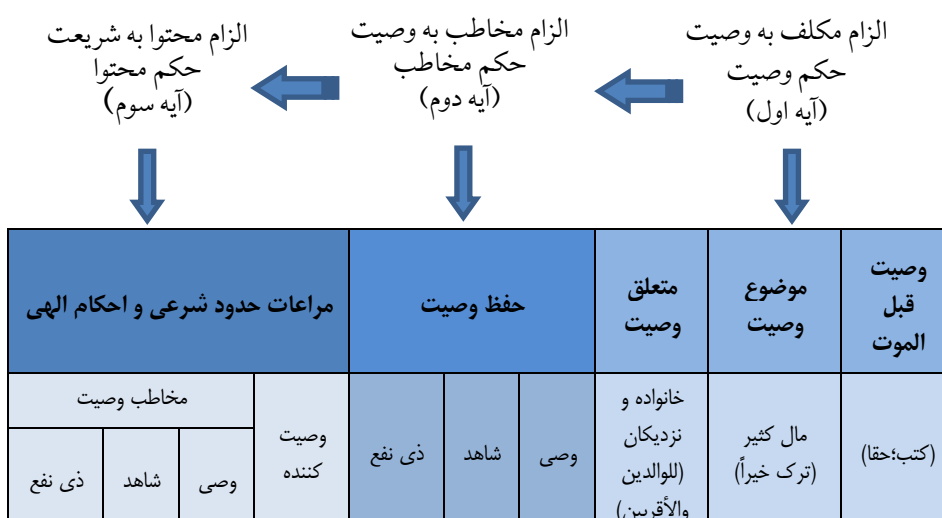 الزام مکلف به وصیت
حکم وصیت
(آیه اول)
الزام مخاطب به وصیت
حکم مخاطب
(آیه دوم)
الزام محتوا به شریعت
حکم محتوا
(آیه سوم)
وصیت
قبل
الموت
موضوع
وصیت
متعلق
وصیت
حفظ وصیت
مراعات حدود شرعی و احکام الهی
(کتب؛حقا)
مال کثیر
(ترک خیراً)
خانواده و
نزدیکان
(للوالدین
والأقربین)
وصی
شاهد
ذی نفع
وصیت
کننده
مخاطب وصیت
وصی
شاهد
ذی نفع